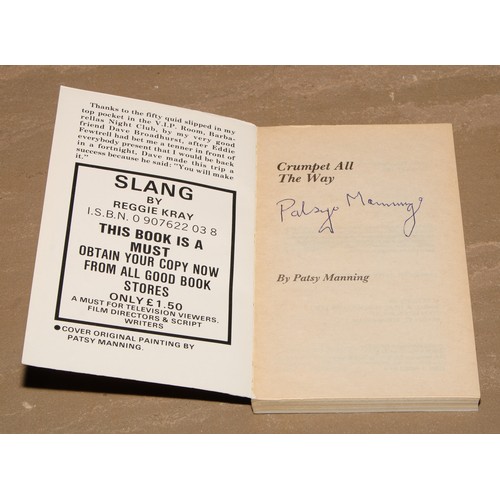 Thanks to the fifty quid slipped in my
top pocket in the V.I.P. Room, Barba-
rellas Night Club, by my very good
friend Dave Broadhurst, after Eddie
Fewtrell had bet me a tenner in front of
everybody present that I would be back
in a fortnight, Dave made this trip a
success because he said: "You will make
it."
SLANG
BY
REGGIE KRAY
I.S.B.N. 0 907622 03 8
THIS BOOK IS A
MUST
OBTAIN YOUR COPY NOW
FROM ALL GOOD BOOK
STORES
ONLY £1.50
A MUST FOR TELEVISION VIEWERS,
FILM DIRECTORS & SCRIPT
WRITERS
● COVER ORIGINAL PAINTING BY
PATSY MANNING.
Crumpet All
The Way
Patsy Manning
By Patsy Manning